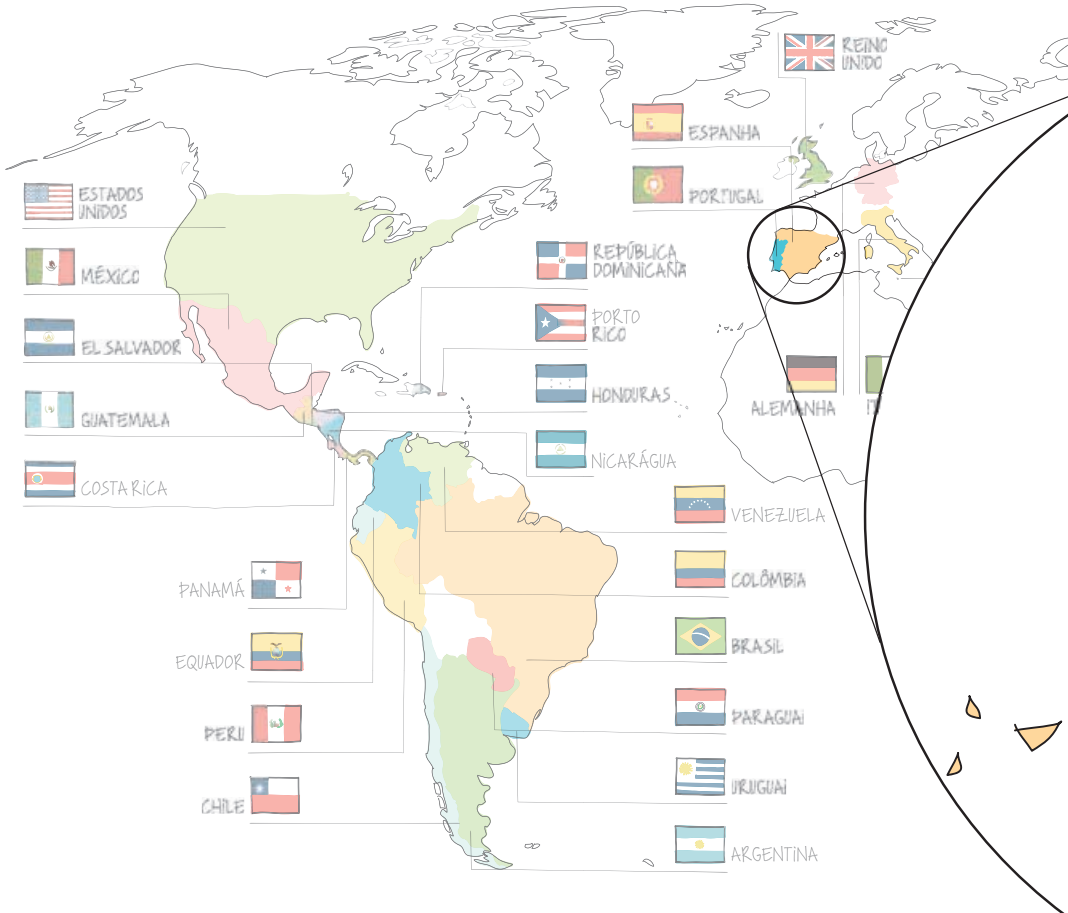 REINO
UNIDO
ESPANHA
PORTUGAL
ESTADOS
UNIDOS
MÉXICO
EL SALVADOR
GUATEMALA
COSTA RICA
REPÚBLICA
DOMINICANA
PORTO
RICO
HONDURAS
NICARÁGUA
ALEMANHA
VENEZUELA
COLÔMBIA
BRASIL
PARAGUAI
URUGUAI
ARGENTINA
PANAMÁ
EQUADOR
PERU
CHILE